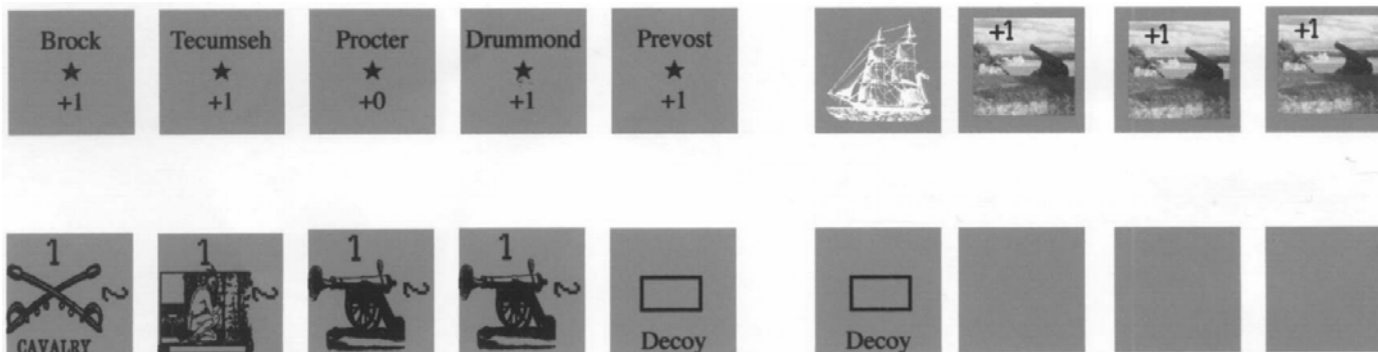 Brock
+1
Tecumseh
+1
Procter
+0
Drummond
+1
Prevost
+1
+1
+1
+1
1
2
CAVALRY
1
2
1
2
1
2
Decoy
Decoy